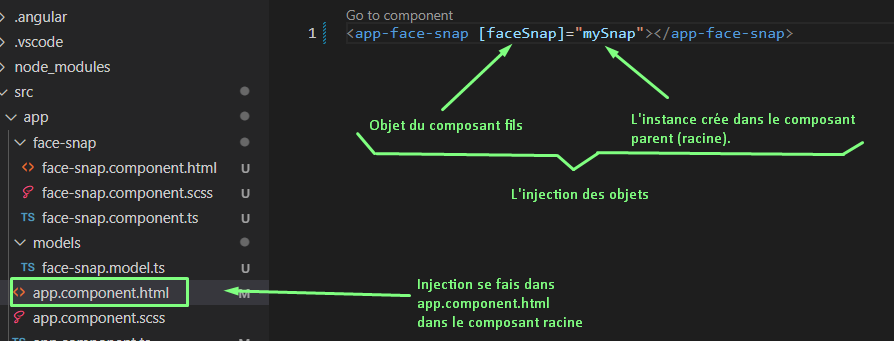 .angular
.vscode
node_modules
src
app
face-snap
face-snap.component.html U
face-snap.component.scss U
TS face-snap.component.ts U
models
TS face-snap.model.ts U
app.component.html M
app.component.scss
Go to component
1 <app-face-snap [faceSnap]="mySnap"></app-face-snap>
Objet du composant fils
L'instance crée dans le composant
parent (racine).
L'injection des objets
Injection se fais dans
app.component.html
dans le composant racine